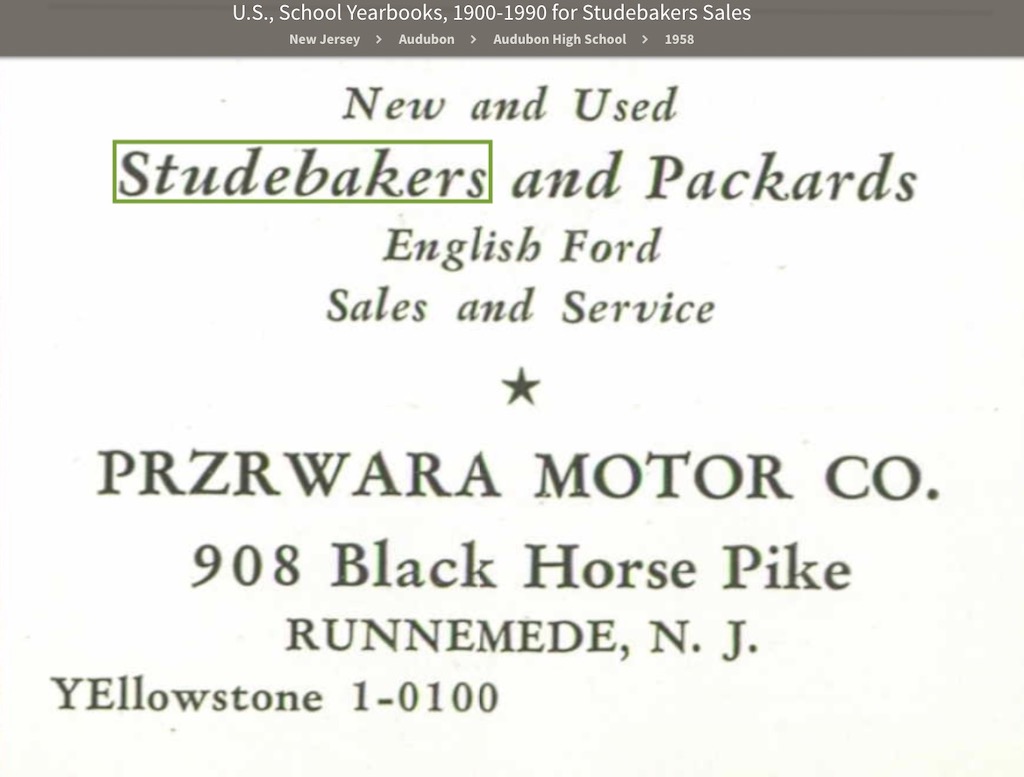 U.S., School Yearbooks, 1900-1990 for Studebakers Sales
New Jersey > Audubon > Audubon High School > 1958
New and Used
Studebakers and Packards
English Ford
Sales and Service
★
PRZRWARA MOTOR CO.
908 Black Horse Pike
RUNNEMEDE, N. J.
YEllowstone 1-0100